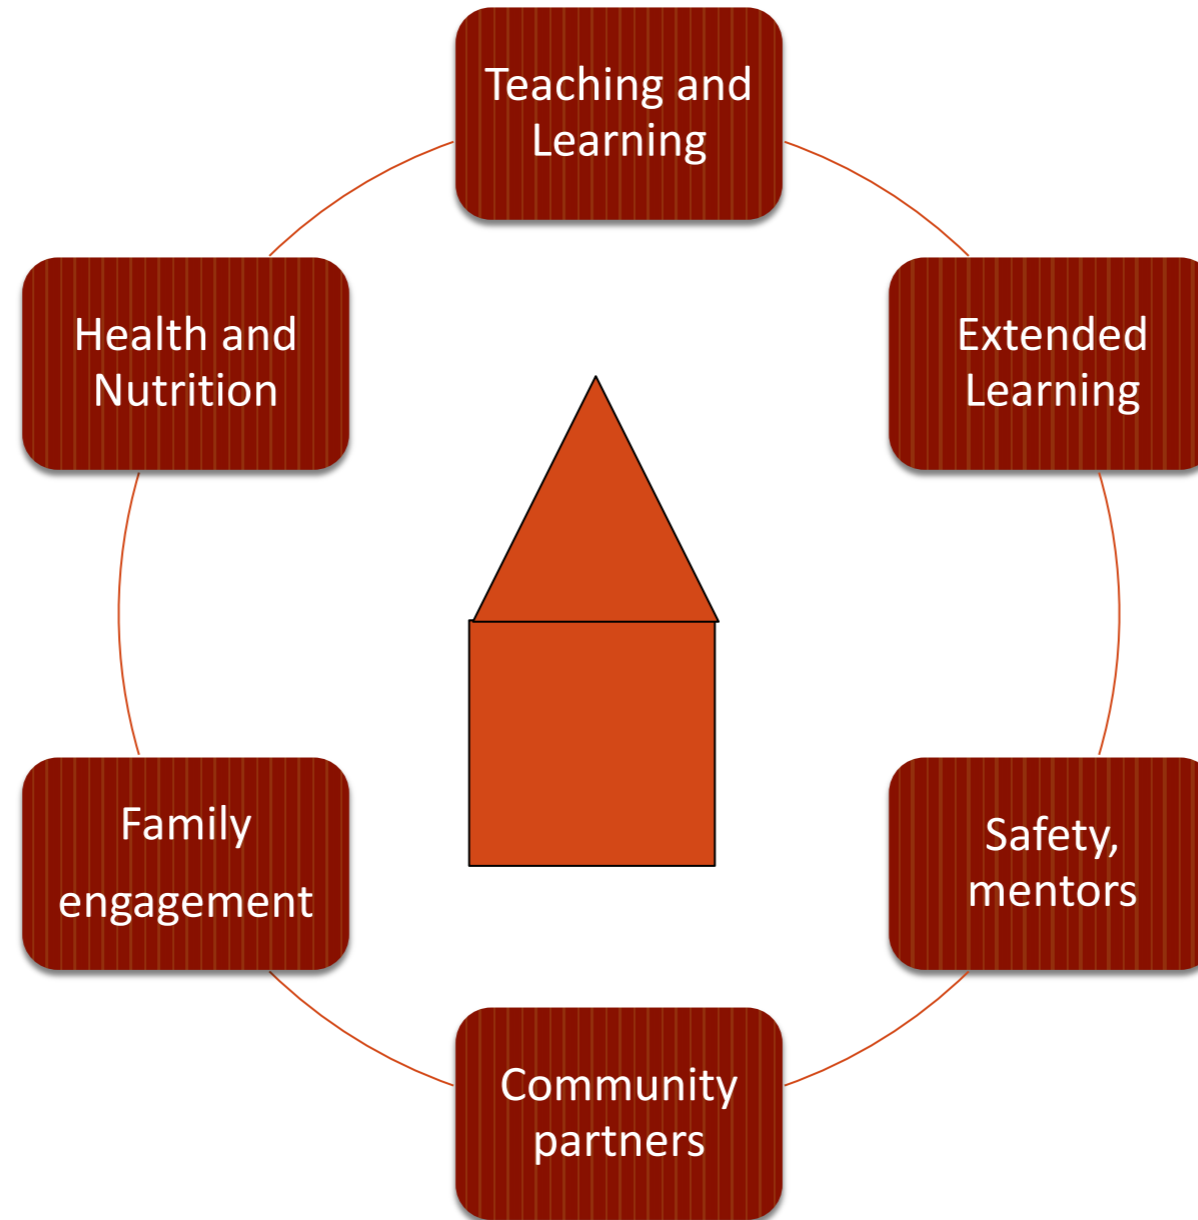 Teaching and
Learning
Extended
Learning
Safety,
mentors
Community
partners
Family
engagement
Health and
Nutrition